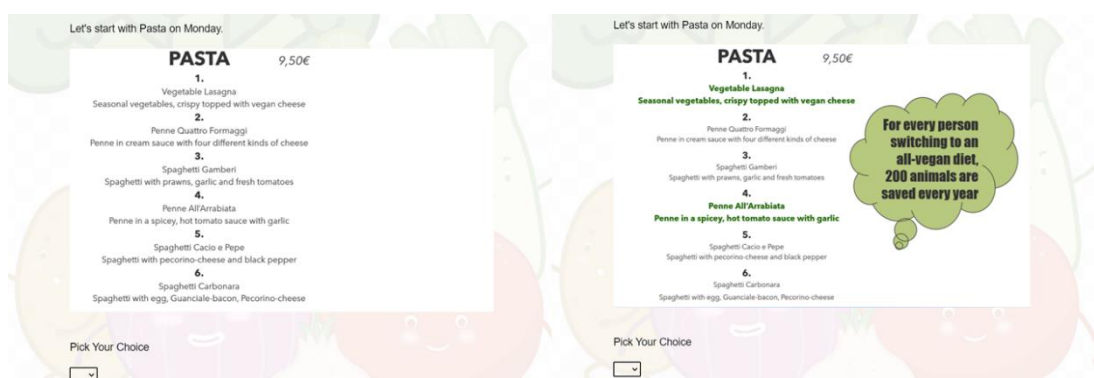 Let's start with Pasta on Monday.
PASTA 9,50€
1.
Vegetable Lasagna
Seasonal vegetables, crispy topped with vegan cheese
2.
Penne Quattro Formaggi
Penne in cream sauce with four different kinds of cheese
3.
Spaghetti Gamberi
Spaghetti with prawns, garlic and fresh tomatoes
4.
Penne All'Arrabiata
Penne in a spicey, hot tomato sauce with garlic
5.
Spaghetti Cacio e Pepe
Spaghetti with pecorino-cheese and black pepper
6.
Spaghetti Carbonara
Spaghetti with egg, Guanciale-bacon, Pecorino-cheese
Pick Your Choice
Let's start with Pasta on Monday.
PASTA 9,50€
1.
Vegetable Lasagna
Seasonal vegetables, crispy topped with vegan cheese
2.
Penne Quattro Formaggi
Penne in cream sauce with four different kinds of cheese
3.
Spaghetti Gamberi
Spaghetti with prawns, garlic and fresh tomatoes
4.
Penne All'Arrabiata
Penne in a spicey, hot tomato sauce with garlic
5.
Spaghetti Cacio e Pepe
Spaghetti with pecorino-cheese and black pepper
6.
Spaghetti Carbonara
Spaghetti with egg, Guanciale-bacon, Pecorino-cheese
For every person
switching to an
all-vegan diet,
200 animals are
saved every year
Pick Your Choice